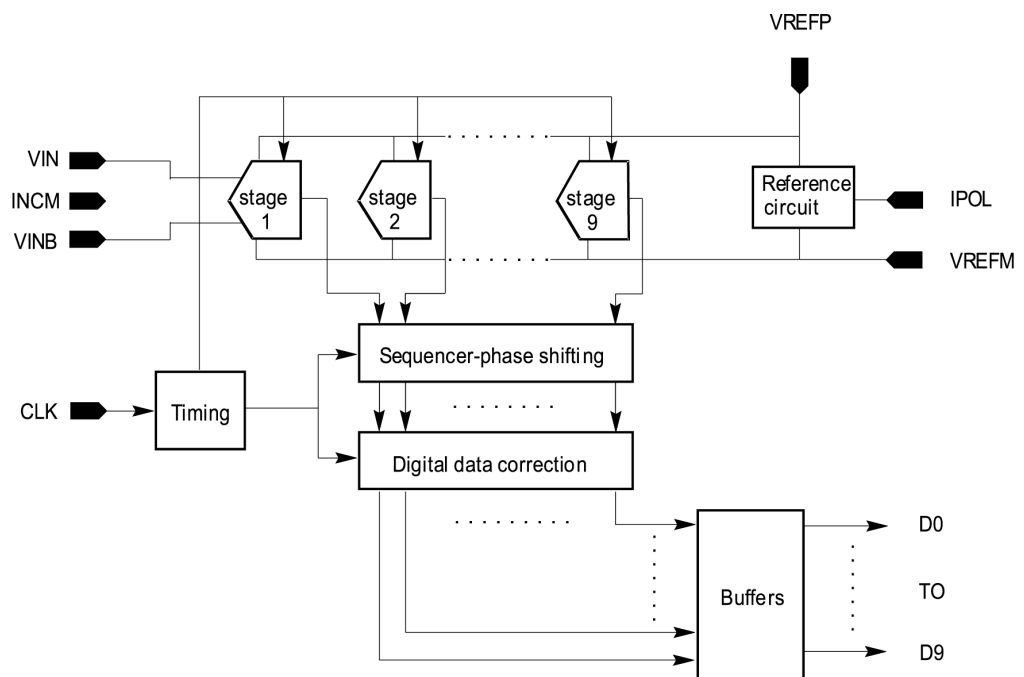 VREFP
VIN
INCM
VINB
stage
1
stage
2
stage
9
Reference
circuit
IPOL
VREFM
Sequencer-phase shifting
CLK
Timing
Digital data correction
Buffers
D0
TO
D9